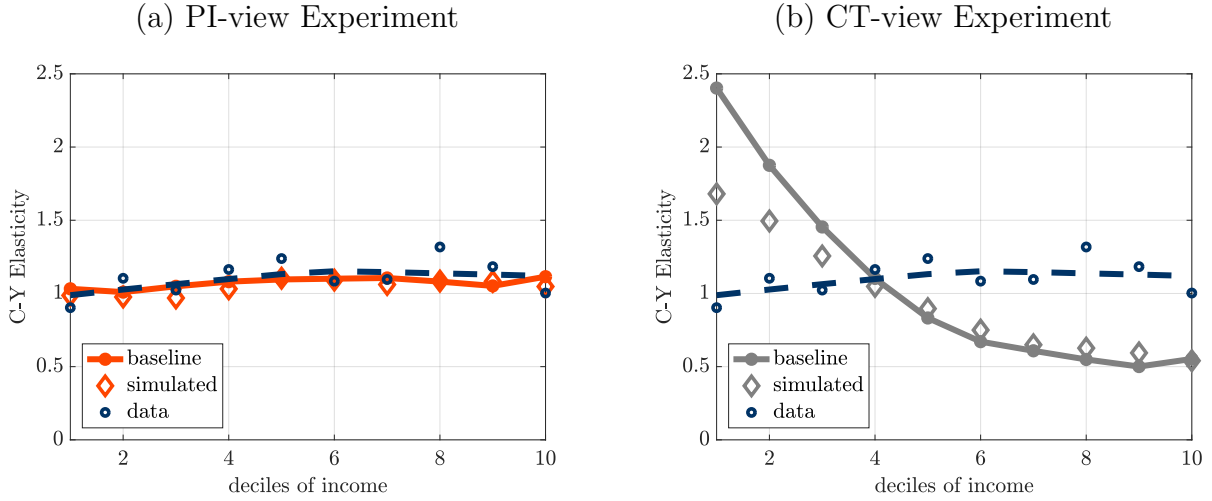 (a) PI-view Experiment
2.5
2
1.5
1
0.5
0
C-Y Elasticity
baseline
simulated
data
2 4 6 8 10
deciles of income
(b) CT-view Experiment
2.5
2
1.5
1
0.5
0
C-Y Elasticity
baseline
simulated
data
2 4 6 8 10
deciles of income